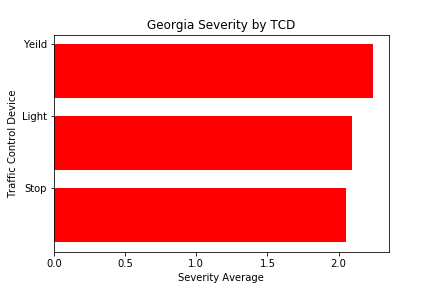 Georgia Severity by TCD
Yeild
Light
Stop
Traffic Control Device
0.0 0.5 1.0 1.5 2.0
Severity Average